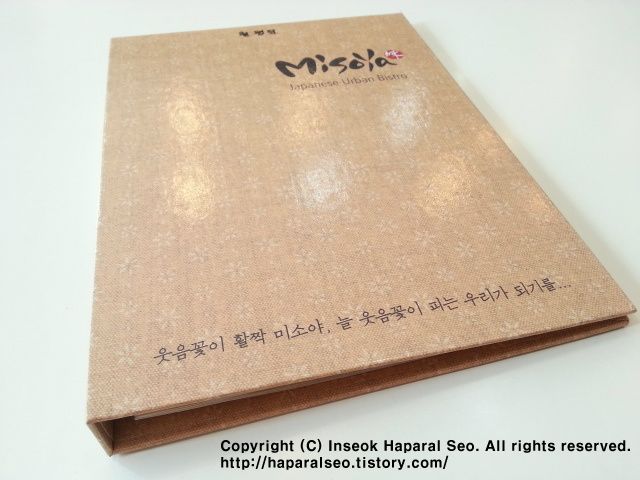 Misoya
Japanese Urban Bistro
웃음꽃이 활짝 미소야, 늘 웃음꽃이 피는 우리가 되기를...
Copyright (C) Inseok Haparal Seo. All rights reserved.
http://haparalseo.tistory.com/